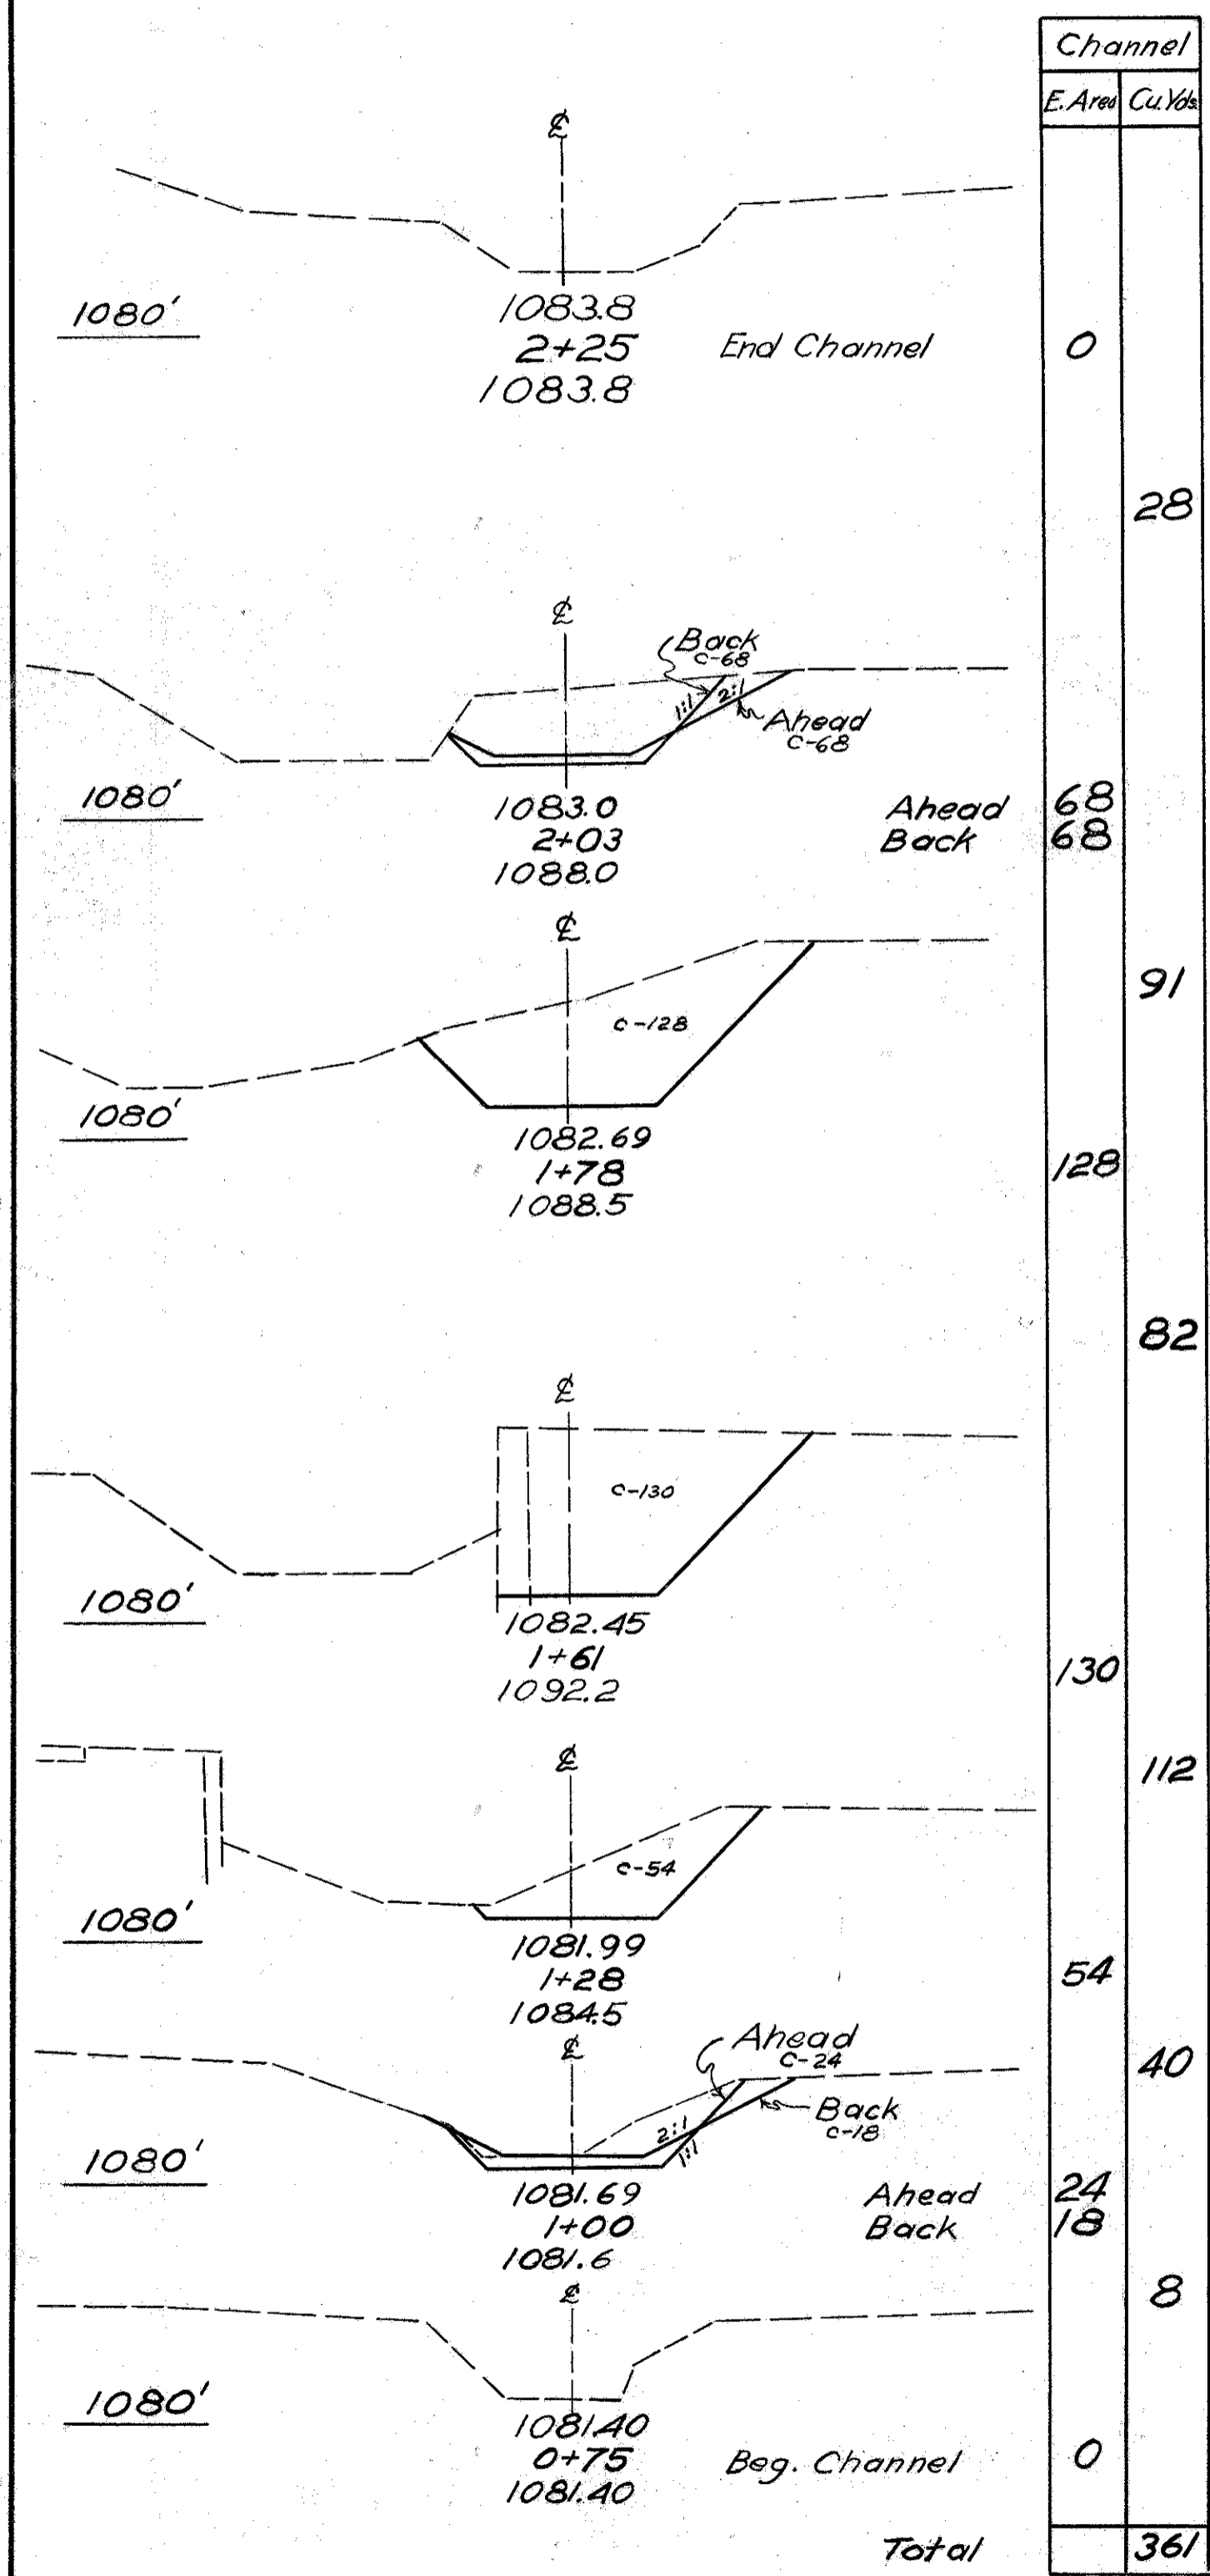 Channel
E. Area Cu. Yds.
℄
1080'
1083.8
2+25
1083.8
End Channel
0
28
℄
Back
C-68
1:1
2:1
Ahead
C-68
1080'
1083.0
2+03
1088.0
Ahead 68
Back 68
℄
91
C-128
1080'
1082.69
1+78
1088.5
128
82
℄
C-130
1080'
1082.45
1+61
1092.2
130
℄
112
C-54
1080'
1081.99
1+28
1084.5
54
℄
Ahead
C-24
40
Back
C-18
2:1
1:1
1080'
1081.69
1+00
1081.6
Ahead 24
Back 18
℄
8
1080'
1081.40
0+75
1081.40
Beg. Channel
0
Total 361